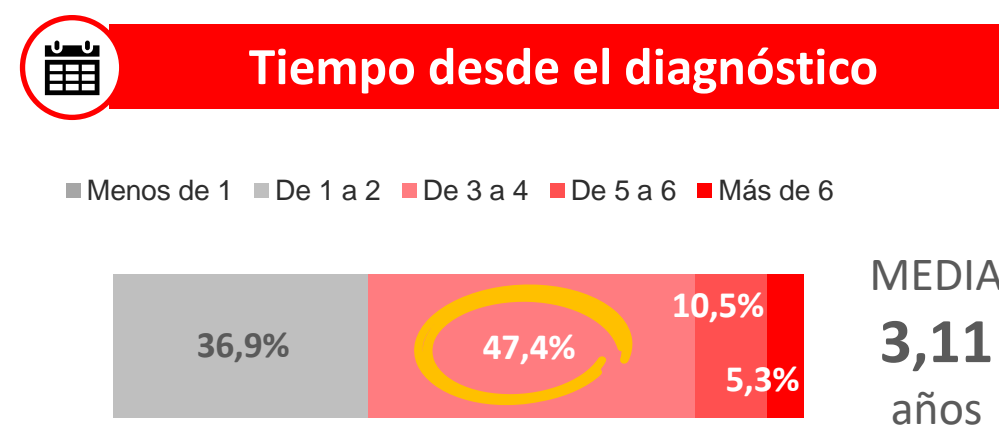 Tiempo desde el diagnóstico
Menos de 1 De 1 a 2 De 3 a 4 De 5 a 6 Más de 6
36,9%
47,4%
10,5%
5,3%
MEDIA
3,11
años